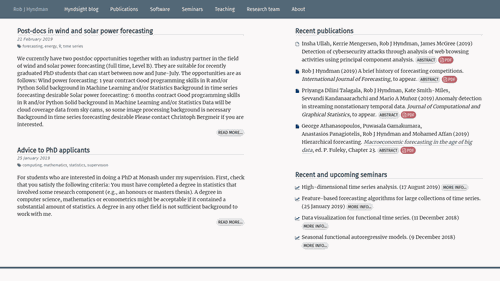 Rob J Hyndman Hyndsight blog Publications Software Seminars Teaching Research team About
Post-docs in wind and solar power forecasting
21 February 2019
forecasting, energy, R, time series
We currently have two postdoc opportunities together with an industry partner in the field
of wind and solar power forecasting (full time, Level B). They are suitable for recently
graduated PhD students that can start between now and June-July. The opportunities are as
follows: Wind power forecasting: 1 year contract Good programming skills in R and/or
Python Solid background in Machine Learning and/or Statistics Background in time series
forecasting desirable Solar power forecasting: 6 months contract Good programming skills
in R and/or Python Solid background in Machine Learning and/or Statistics Data will be
cloud coverage data from sky cams, so some image processing background is necessary
Background in time series forecasting desirable Please contact Christoph Bergmeir if you are
interested.
READ MORE...
Advice to PhD applicants
25 January 2019
computing, mathematics, statistics, supervision
For students who are interested in doing a PhD at Monash under my supervision. First, check
that you satisfy the following criteria: You must have completed a degree in statistics that
involved some research component (e.g., an honours or masters thesis). A degree in
computer science, mathematics or econometrics might be acceptable if it contained a
substantial amount of statistics. A degree in any other field is not sufficient background to
work with me.
READ MORE...
Recent publications
Insha Ullah, Kerrie Mengersen, Rob J Hyndman, James McGree (2019)
Detection of cybersecurity attacks through analysis of web browsing
activities using principal component analysis. ABSTRACT PDF
Rob J Hyndman (2019) A brief history of forecasting competitions.
International J Forecasting, to appear. ABSTRACT PDF
Priyanga Dilini Talagala, Rob J Hyndman, Kate Smith-Miles,
Sevvandi Kandanaarachchi and Mario A Muñoz (2019) Anomaly detection
in streaming nonstationary temporal data. Journal of Computational and
Graphical Statistics, to appear. ABSTRACT PDF
George Athanasopoulos, Puwasala Gamakumara,
Anastasios Panagiotelis, Rob J Hyndman and Mohamed Affan (2019)
Hierarchical forecasting. Macroeconomic forecasting in the age of big
data, ed. P. Fuleky, Chapter 23. ABSTRACT PDF
Recent and upcoming seminars
High-dimensional time series analysis. (17 August 2019) MORE INFO...
Feature-based forecasting algorithms for large collections of time series.
(25 January 2019) MORE INFO...
Data visualization for functional time series. (11 December 2018)
MORE INFO...
Seasonal functional autoregressive models. (9 December 2018)
MORE INFO...